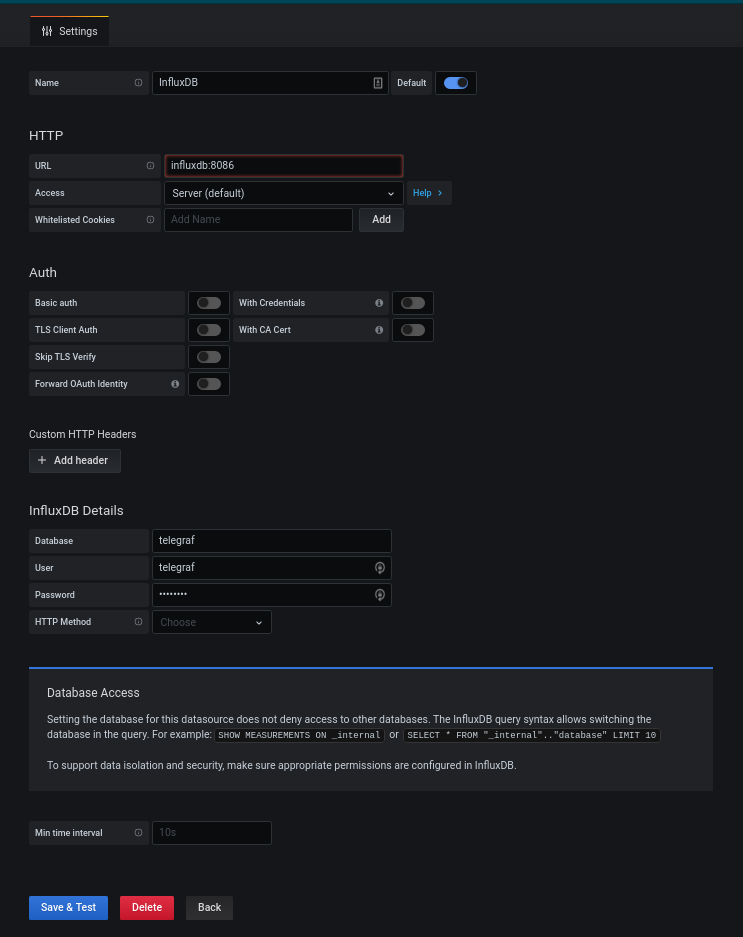 Settings
Name InfluxDB Default
HTTP
URL influxdb:8086
Access Server (default) Help >
Whitelisted Cookies Add Name Add
Auth
Basic auth With Credentials
TLS Client Auth With CA Cert
Skip TLS Verify
Forward OAuth Identity
Custom HTTP Headers
+ Add header
InfluxDB Details
Database telegraf
User telegraf
Password ••••••••
HTTP Method Choose
Database Access
Setting the database for this datasource does not deny access to other databases. The InfluxDB query syntax allows switching the
database in the query. For example: SHOW MEASUREMENTS ON _internal or SELECT * FROM "_internal".."database" LIMIT 10
To support data isolation and security, make sure appropriate permissions are configured in InfluxDB.
Min time interval 10s
Save & Test Delete Back